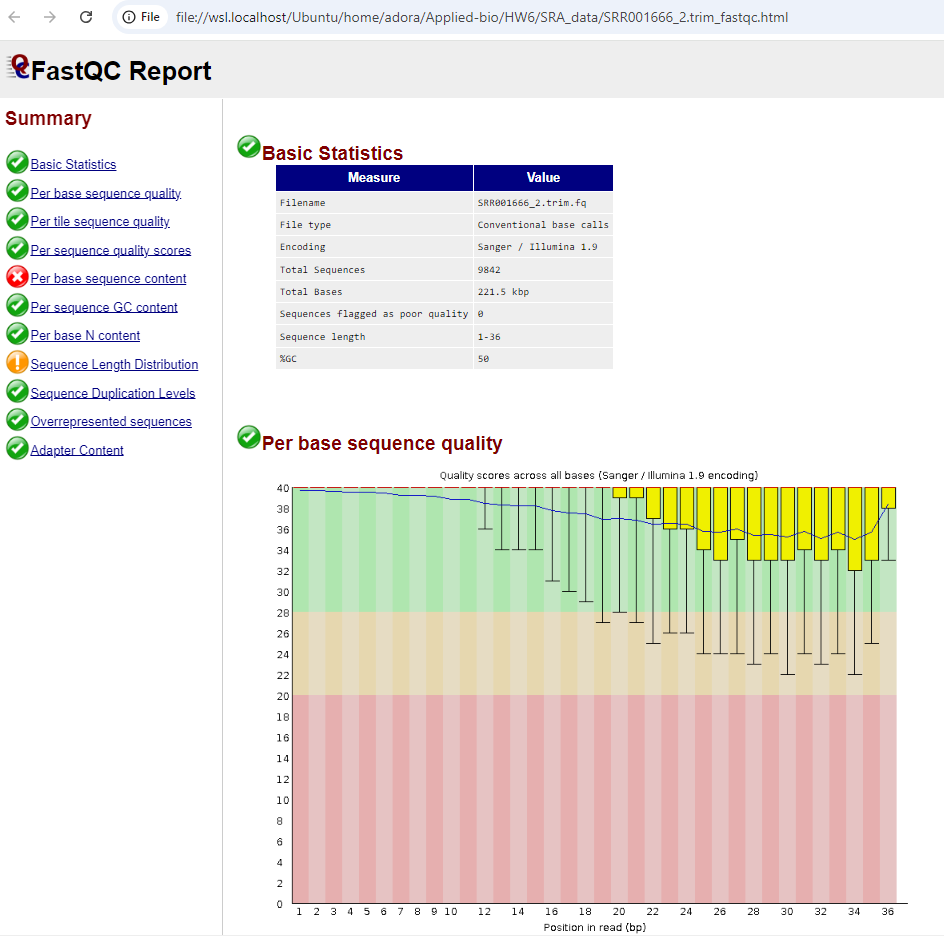 File file://wsl.localhost/Ubuntu/home/adora/Applied-bio/HW6/SRA_data/SRR001666_2.trim_fastqc.html
FastQC Report
Summary
Basic Statistics
Per base sequence quality
Per tile sequence quality
Per sequence quality scores
Per base sequence content
Per sequence GC content
Per base N content
Sequence Length Distribution
Sequence Duplication Levels
Overrepresented sequences
Adapter Content
Basic Statistics
Measure Value
Filename SRR001666_2.trim.fq
File type Conventional base calls
Encoding Sanger / Illumina 1.9
Total Sequences 9842
Total Bases 221.5 kbp
Sequences flagged as poor quality 0
Sequence length 1-36
%GC 50
Per base sequence quality
Quality scores across all bases (Sanger / Illumina 1.9 encoding)
40
38
36
34
32
30
28
26
24
22
20
18
16
14
12
10
8
6
4
2
0
1 2 3 4 5 6 7 8 9 10 12 14 16 18 20 22 24 26 28 30 32 34 36
Position in read (bp)